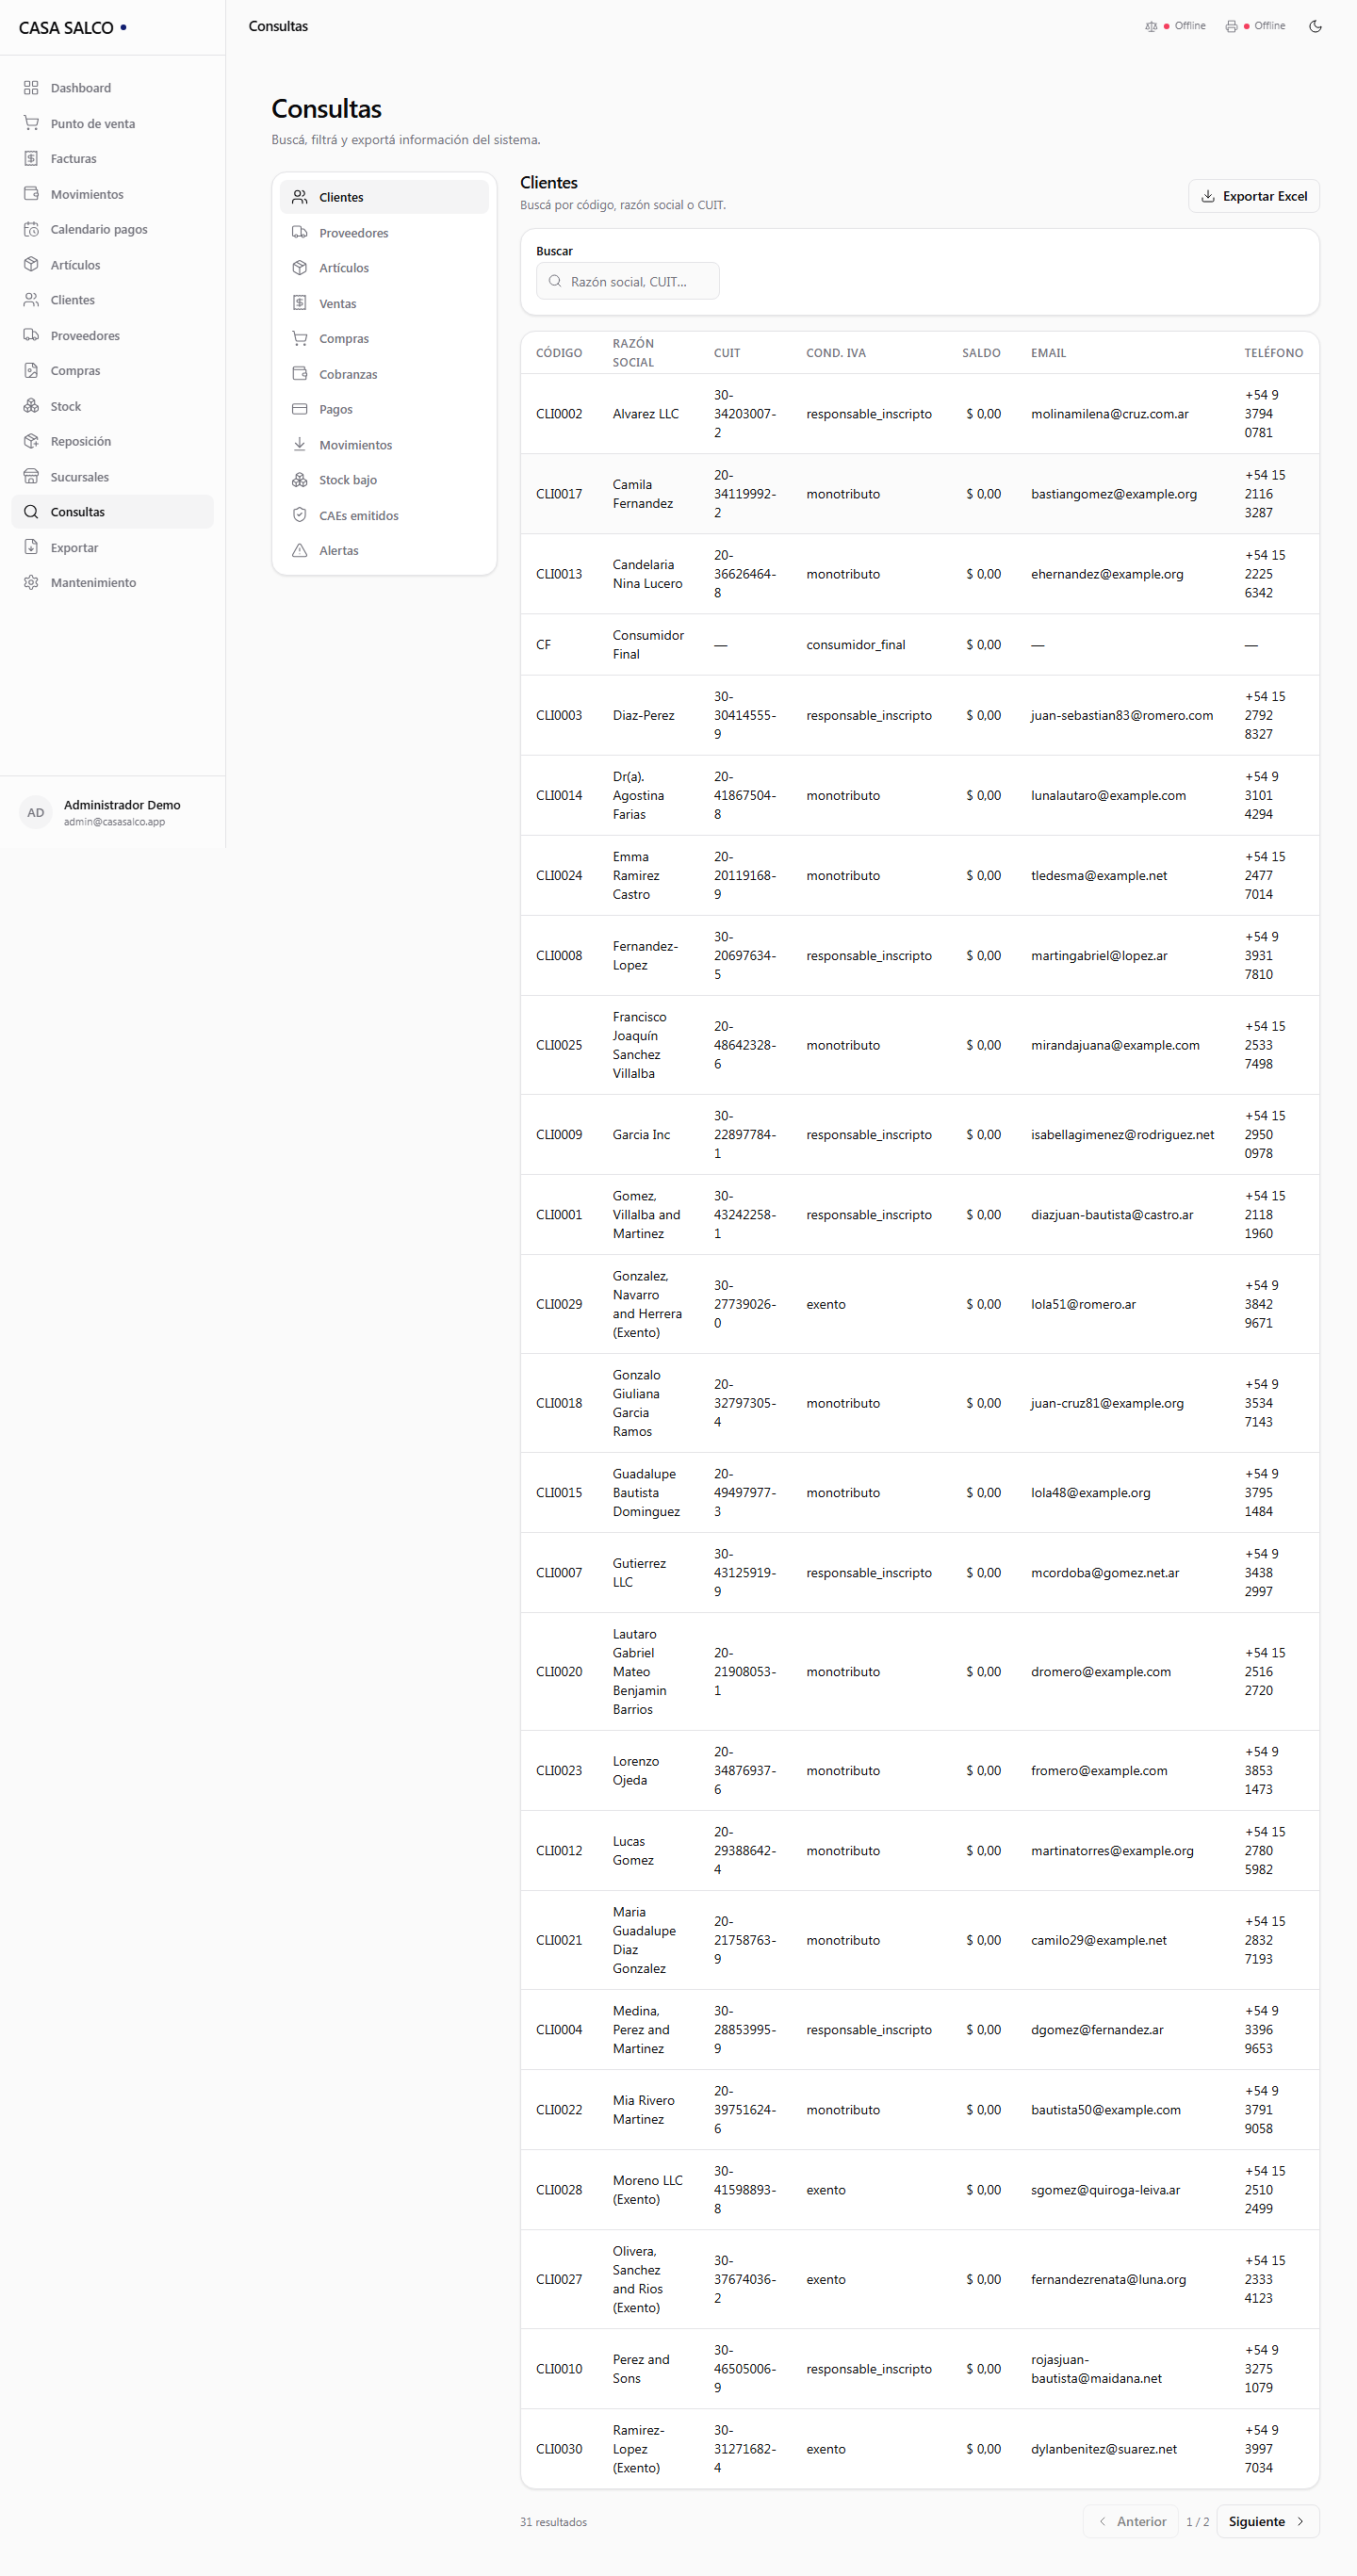 CASA SALCO
Dashboard
Punto de venta
Facturas
Movimientos
Calendario pagos
Artículos
Clientes
Proveedores
Compras
Stock
Reposición
Sucursales
Consultas
Exportar
Mantenimiento
AD
Administrador Demo
admin@casasalco.app
Consultas
Offline
Offline
Consultas
Buscá, filtrá y exportá información del sistema.
Clientes
Proveedores
Artículos
Ventas
Compras
Cobranzas
Pagos
Movimientos
Stock bajo
CAEs emitidos
Alertas
Clientes
Buscá por código, razón social o CUIT.
Exportar Excel
Buscar
Razón social, CUIT...
CÓDIGO RAZÓN SOCIAL CUIT COND. IVA SALDO EMAIL TELÉFONO
CLI0002 Alvarez LLC 30-34203007-2 responsable_inscripto $ 0,00 molinamilena@cruz.com.ar +54 9 3794 0781
CLI0017 Camila Fernandez 20-34119992-2 monotributo $ 0,00 bastiangomez@example.org +54 15 2116 3287
CLI0013 Candelaria Nina Lucero 20-36626464-8 monotributo $ 0,00 ehernandez@example.org +54 15 2225 6342
CF Consumidor Final — consumidor_final $ 0,00 — —
CLI0003 Diaz-Perez 30-30414555-9 responsable_inscripto $ 0,00 juan-sebastian83@romero.com +54 15 2792 8327
CLI0014 Dr(a). Agostina Farias 20-41867504-8 monotributo $ 0,00 lunalautaro@example.com +54 9 3101 4294
CLI0024 Emma Ramirez Castro 20-20119168-9 monotributo $ 0,00 tledesma@example.net +54 15 2477 7014
CLI0008 Fernandez-Lopez 30-20697634-5 responsable_inscripto $ 0,00 martingabriel@lopez.ar +54 9 3931 7810
CLI0025 Francisco Joaquín Sanchez Villalba 20-48642328-6 monotributo $ 0,00 mirandajuana@example.com +54 15 2533 7498
CLI0009 Garcia Inc 30-22897784-1 responsable_inscripto $ 0,00 isabellagimenez@rodriguez.net +54 15 2950 0978
CLI0001 Gomez, Villalba and Martinez 30-43242258-1 responsable_inscripto $ 0,00 diazjuan-bautista@castro.ar +54 15 2118 1960
CLI0029 Gonzalez, Navarro and Herrera (Exento) 30-27739026-0 exento $ 0,00 lola51@romero.ar +54 9 3842 9671
CLI0018 Gonzalo Giuliana Garcia Ramos 20-32797305-4 monotributo $ 0,00 juan-cruz81@example.org +54 9 3534 7143
CLI0015 Guadalupe Bautista Dominguez 20-49497977-3 monotributo $ 0,00 lola48@example.org +54 9 3795 1484
CLI0007 Gutierrez LLC 30-43125919-9 responsable_inscripto $ 0,00 mcordoba@gomez.net.ar +54 9 3438 2997
CLI0020 Lautaro Gabriel Mateo Benjamin Barrios 20-21908053-1 monotributo $ 0,00 dromero@example.com +54 15 2516 2720
CLI0023 Lorenzo Ojeda 20-34876937-6 monotributo $ 0,00 fromero@example.com +54 9 3853 1473
CLI0012 Lucas Gomez 20-29388642-4 monotributo $ 0,00 martinatorres@example.org +54 15 2780 5982
CLI0021 Maria Guadalupe Diaz Gonzalez 20-21758763-9 monotributo $ 0,00 camilo29@example.net +54 15 2832 7193
CLI0004 Medina, Perez and Martinez 30-28853995-9 responsable_inscripto $ 0,00 dgomez@fernandez.ar +54 9 3396 9653
CLI0022 Mia Rivero Martinez 20-39751624-6 monotributo $ 0,00 bautista50@example.com +54 9 3791 9058
CLI0028 Moreno LLC (Exento) 30-41598893-8 exento $ 0,00 sgomez@quiroga-leiva.ar +54 15 2510 2499
CLI0027 Olivera, Sanchez and Rios (Exento) 30-37674036-2 exento $ 0,00 fernandezrenata@luna.org +54 15 2333 4123
CLI0010 Perez and Sons 30-46505006-9 responsable_inscripto $ 0,00 rojasjuan-bautista@maidana.net +54 9 3275 1079
CLI0030 Ramirez-Lopez (Exento) 30-31271682-4 exento $ 0,00 dylanbenitez@suarez.net +54 9 3997 7034
31 resultados
Anterior 1 / 2 Siguiente